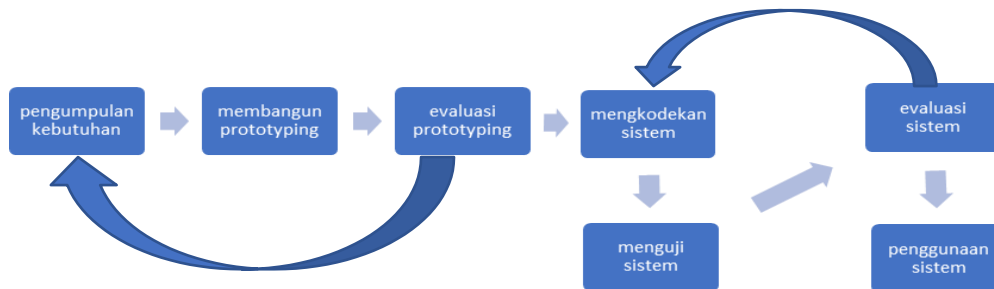 pengumpulan
kebutuhan
membangun
prototyping
evaluasi
prototyping
mengkodekan
sistem
menguji
sistem
evaluasi
sistem
penggunaan
sistem